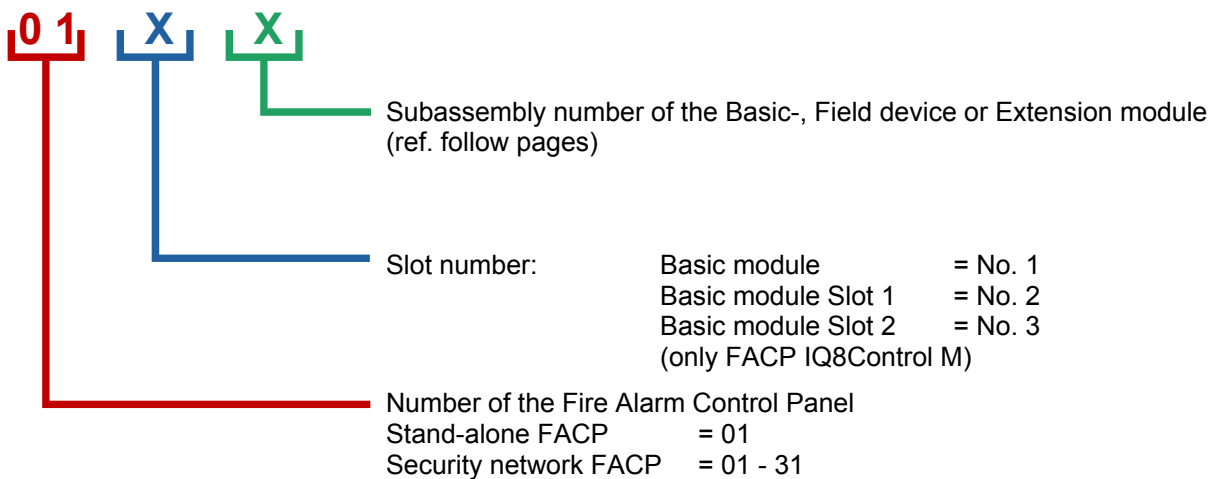 01 X X
Subassembly number of the Basic-, Field device or Extension module
(ref. follow pages)
Slot number: Basic module = No. 1
Basic module Slot 1 = No. 2
Basic module Slot 2 = No. 3
(only FACP IQ8Control M)
Number of the Fire Alarm Control Panel
Stand-alone FACP = 01
Security network FACP = 01 - 31